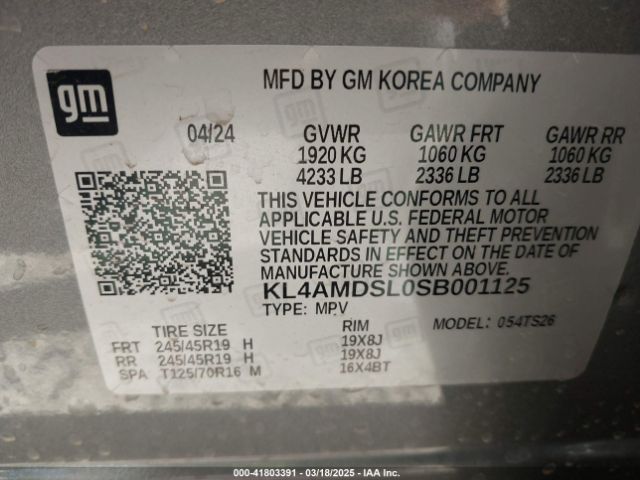 gm
MFD BY GM KOREA COMPANY
04/24 GVWR GAWR FRT GAWR RR
1920 KG 1060 KG 1060 KG
4233 LB 2336 LB 2336 LB
THIS VEHICLE CONFORMS TO ALL
APPLICABLE U.S. FEDERAL MOTOR
VEHICLE SAFETY AND THEFT PREVENTION
STANDARDS IN EFFECT ON THE DATE OF
MANUFACTURE SHOWN ABOVE.
KL4AMDSL0SB001125
TYPE: MPV MODEL: 054TS26
TIRE SIZE RIM
FRT 245/45R19 H 19X8J
RR 245/45R19 H 19X8J
SPA T125/70R16 M 16X4BT
000-41803391 | 03/18/2025 | IAA Inc.